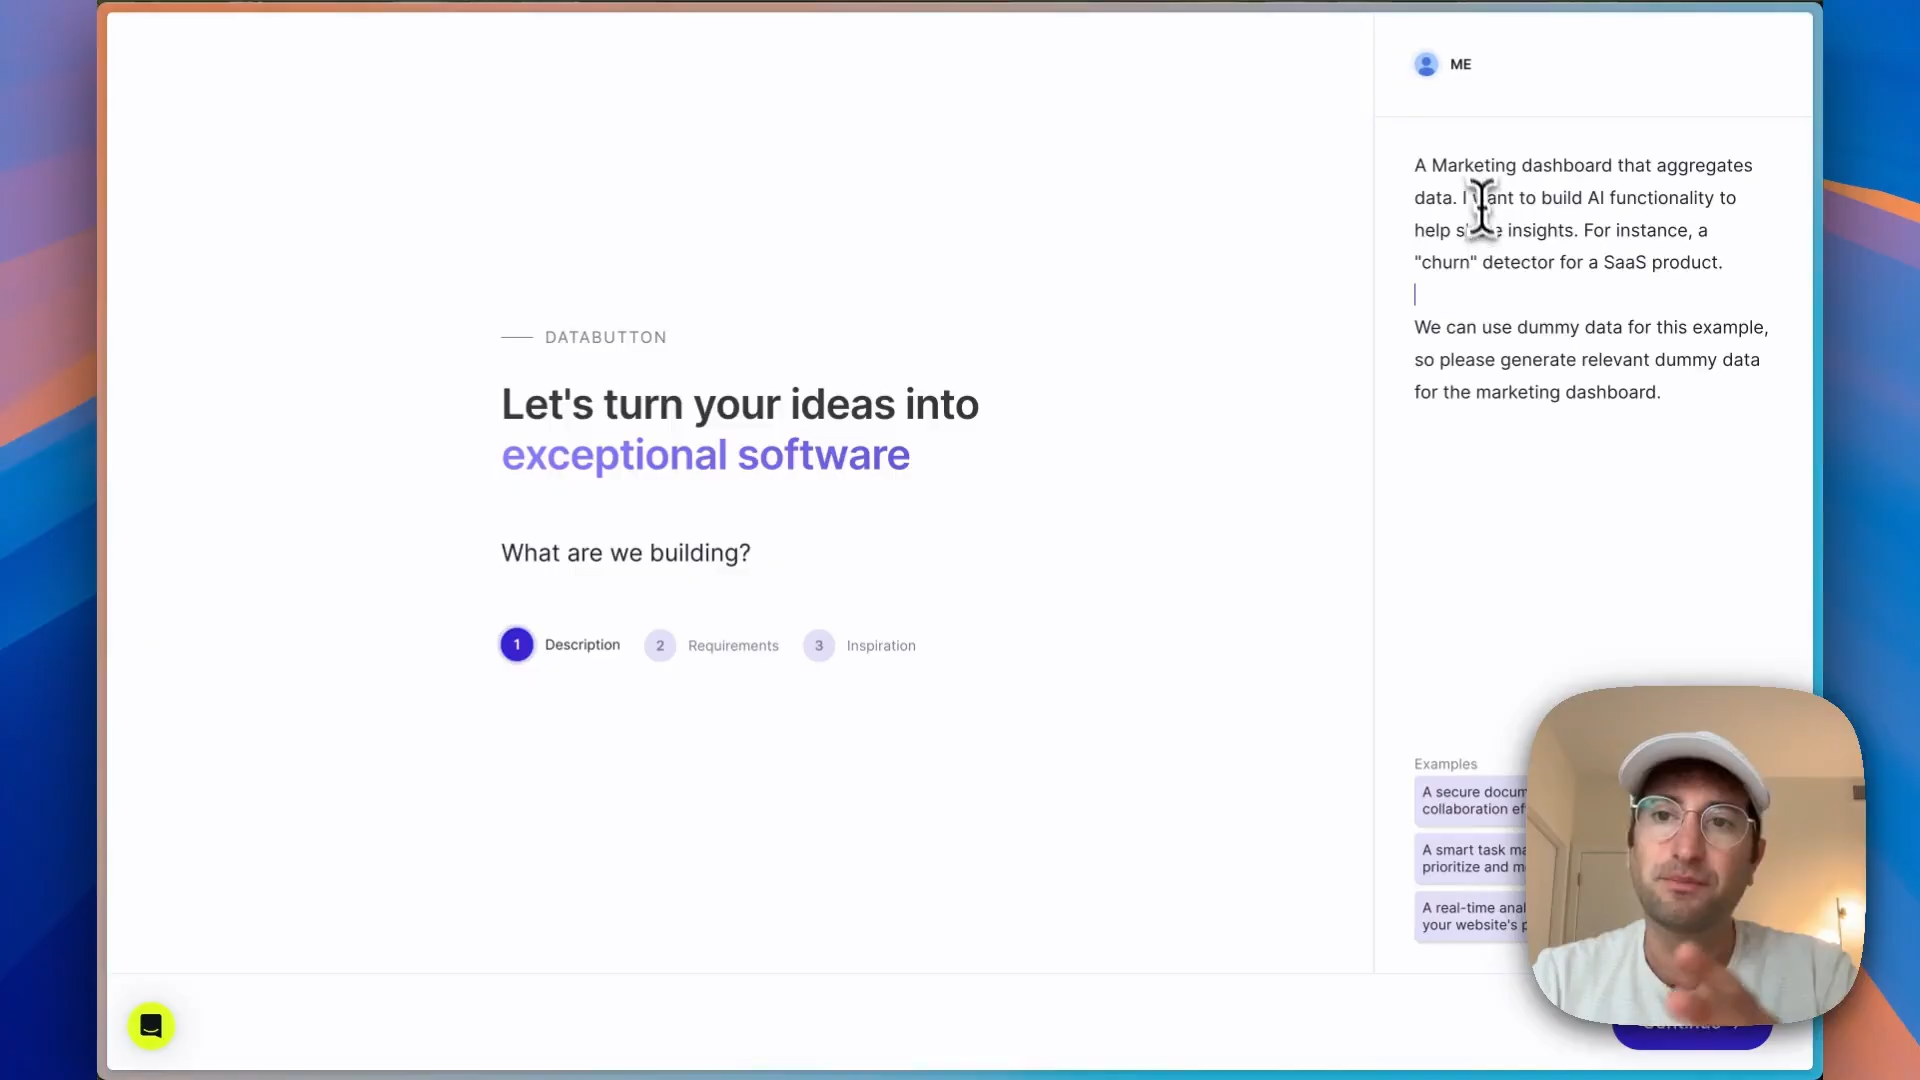 DATABUTTON
Let's turn your ideas into
exceptional software
What are we building?
1 Description 2 Requirements 3 Inspiration
ME
A Marketing dashboard that aggregates
data. I want to build AI functionality to
help insights. For instance, a
"churn" detector for a SaaS product.
We can use dummy data for this example,
so please generate relevant dummy data
for the marketing dashboard.
Examples
A secure docum
collaboration ef
A smart task ma
prioritize and m
A real-time anal
your website's p
Continue